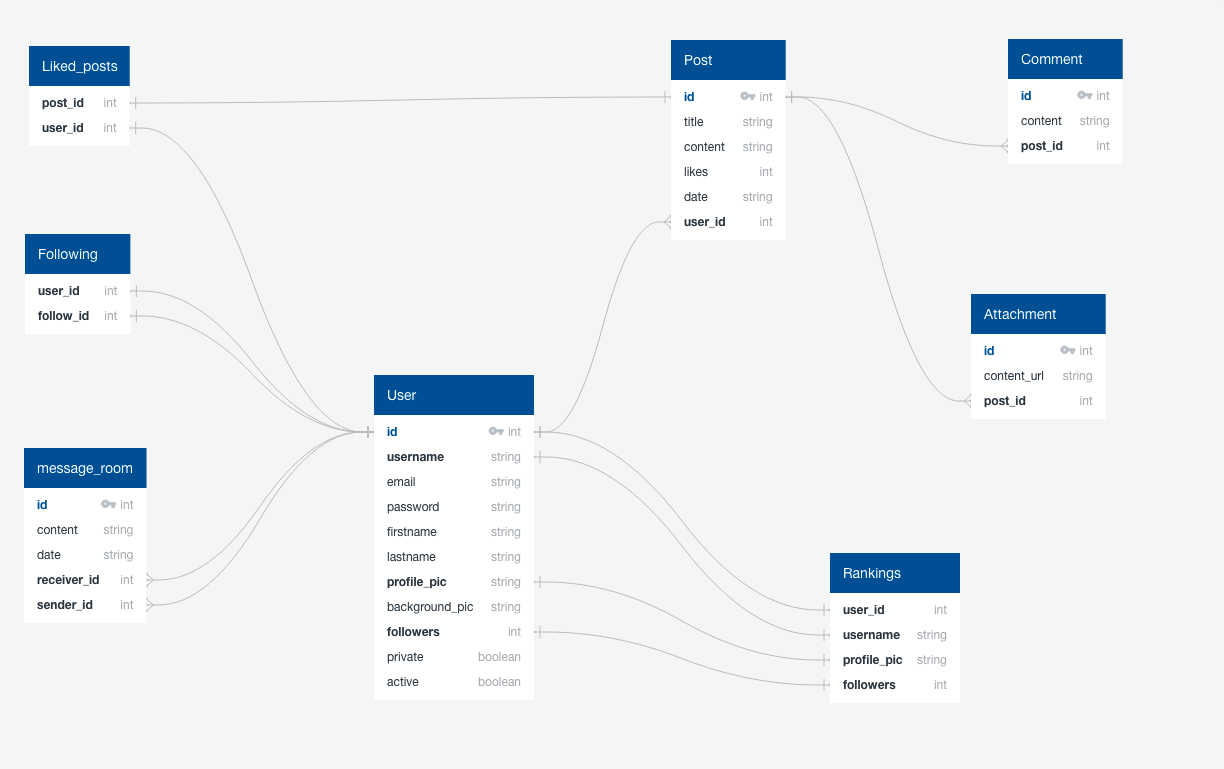 Liked_posts
post_id int
user_id int
Post
id int
title string
content string
likes int
date string
user_id int
Comment
id int
content string
post_id int
Following
user_id int
follow_id int
Attachment
id int
content_url string
post_id int
User
id int
username string
email string
password string
firstname string
lastname string
profile_pic string
background_pic string
followers int
private boolean
active boolean
message_room
id int
content string
date string
receiver_id int
sender_id int
Rankings
user_id int
username string
profile_pic string
followers int